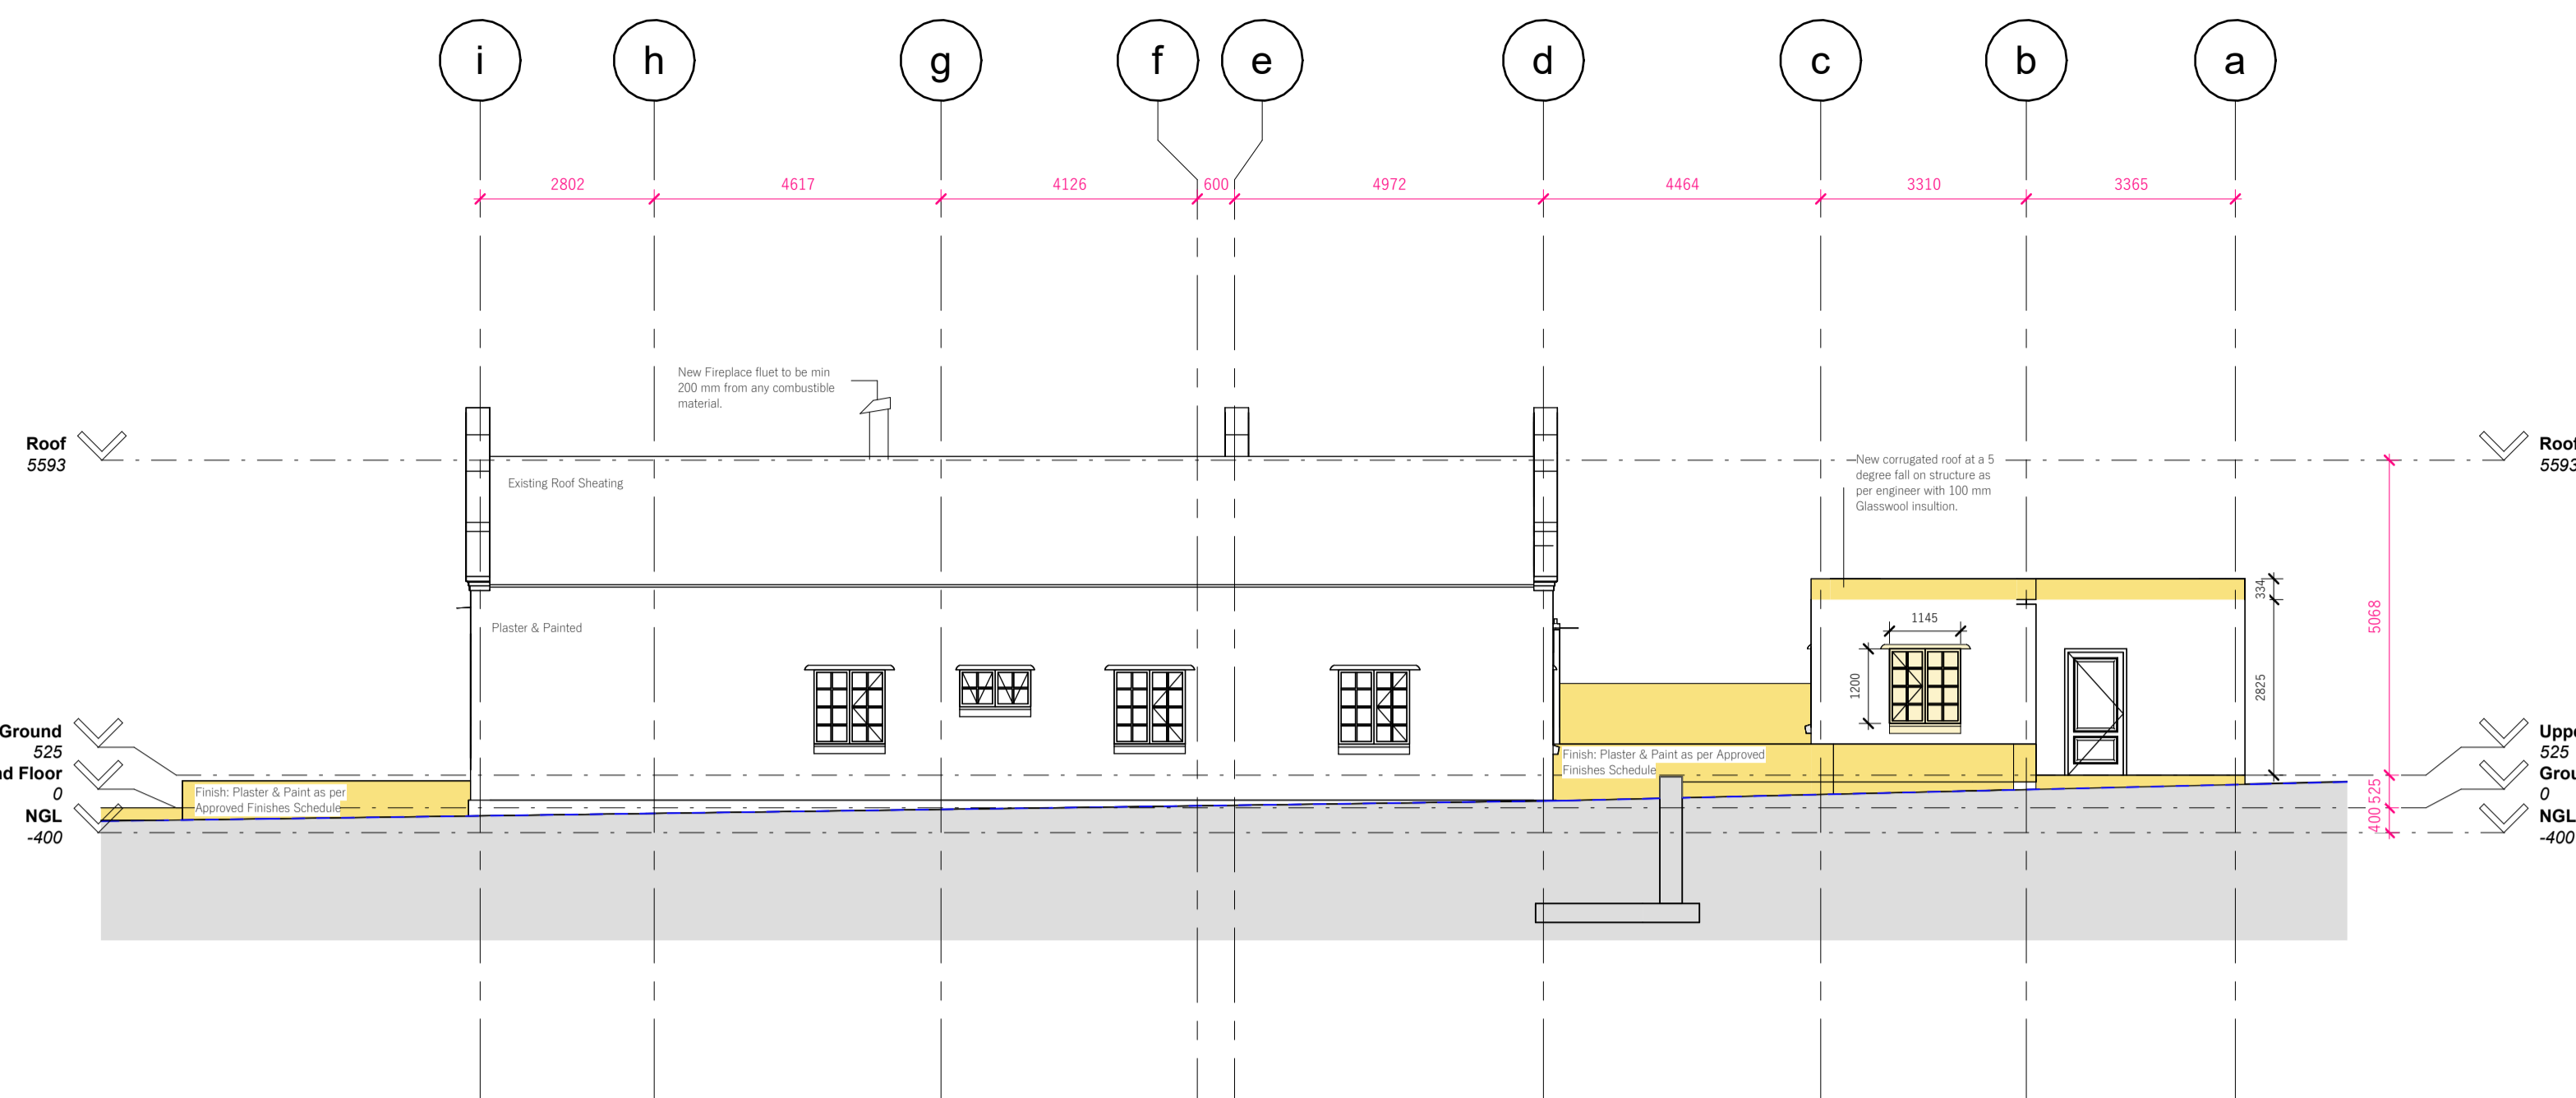 i h g f e d c b a
2802 4617 4126 600 4972 4464 3310 3365
New Fireplace fluet to be min
200 mm from any combustible
material.
Roof
5593
Roof
5593
New corrugated roof at a 5
degree fall on structure as
per engineer with 100 mm
Glasswool insultion.
Existing Roof Sheating
334
5068
1145
Plaster & Painted
1200
2825
Ground
525
Finish: Plaster & Paint as per Approved
Finishes Schedule
Uppe
525
nd Floor
0
Finish: Plaster & Paint as per
Approved Finishes Schedule
525
Grou
0
NGL
-400
400
NGL
-400